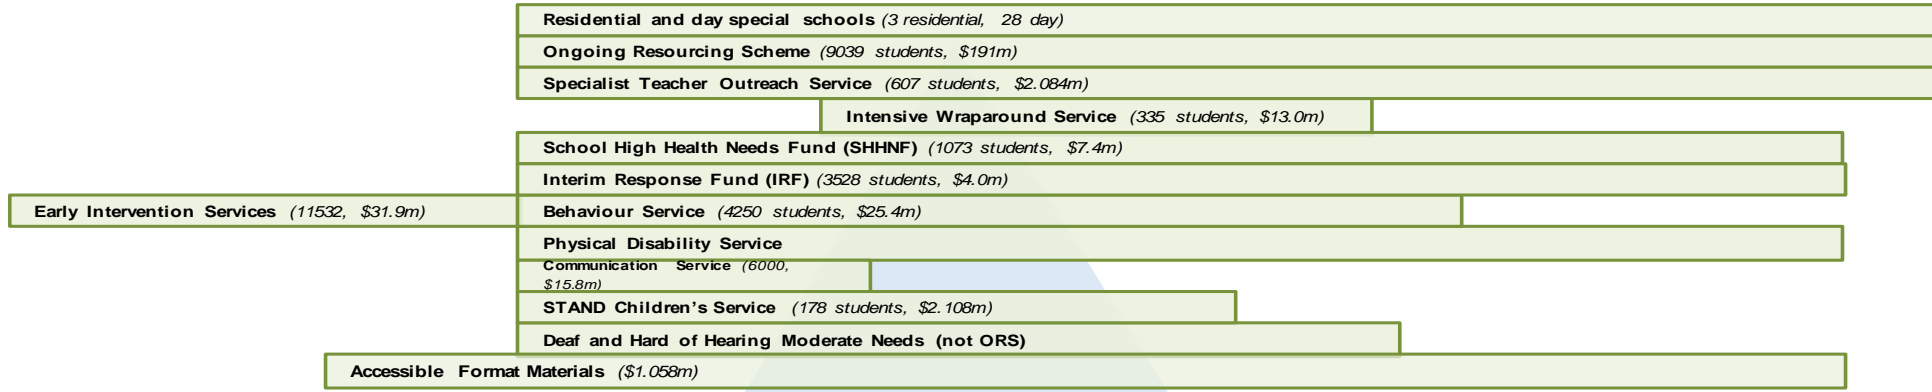 Residential and day special schools (3 residential, 28 day)
Ongoing Resourcing Scheme (9039 students, $191m)
Specialist Teacher Outreach Service (607 students, $2.084m)
Intensive Wraparound Service (335 students, $13.0m)
School High Health Needs Fund (SHHNF) (1073 students, $7.4m)
Interim Response Fund (IRF) (3528 students, $4.0m)
Early Intervention Services (11532, $31.9m)
Behaviour Service (4250 students, $25.4m)
Physical Disability Service
Communication Service (6000,
$15.8m)
STAND Children's Service (178 students, $2.108m)
Deaf and Hard of Hearing Moderate Needs (not ORS)
Accessible Format Materials ($1.058m)